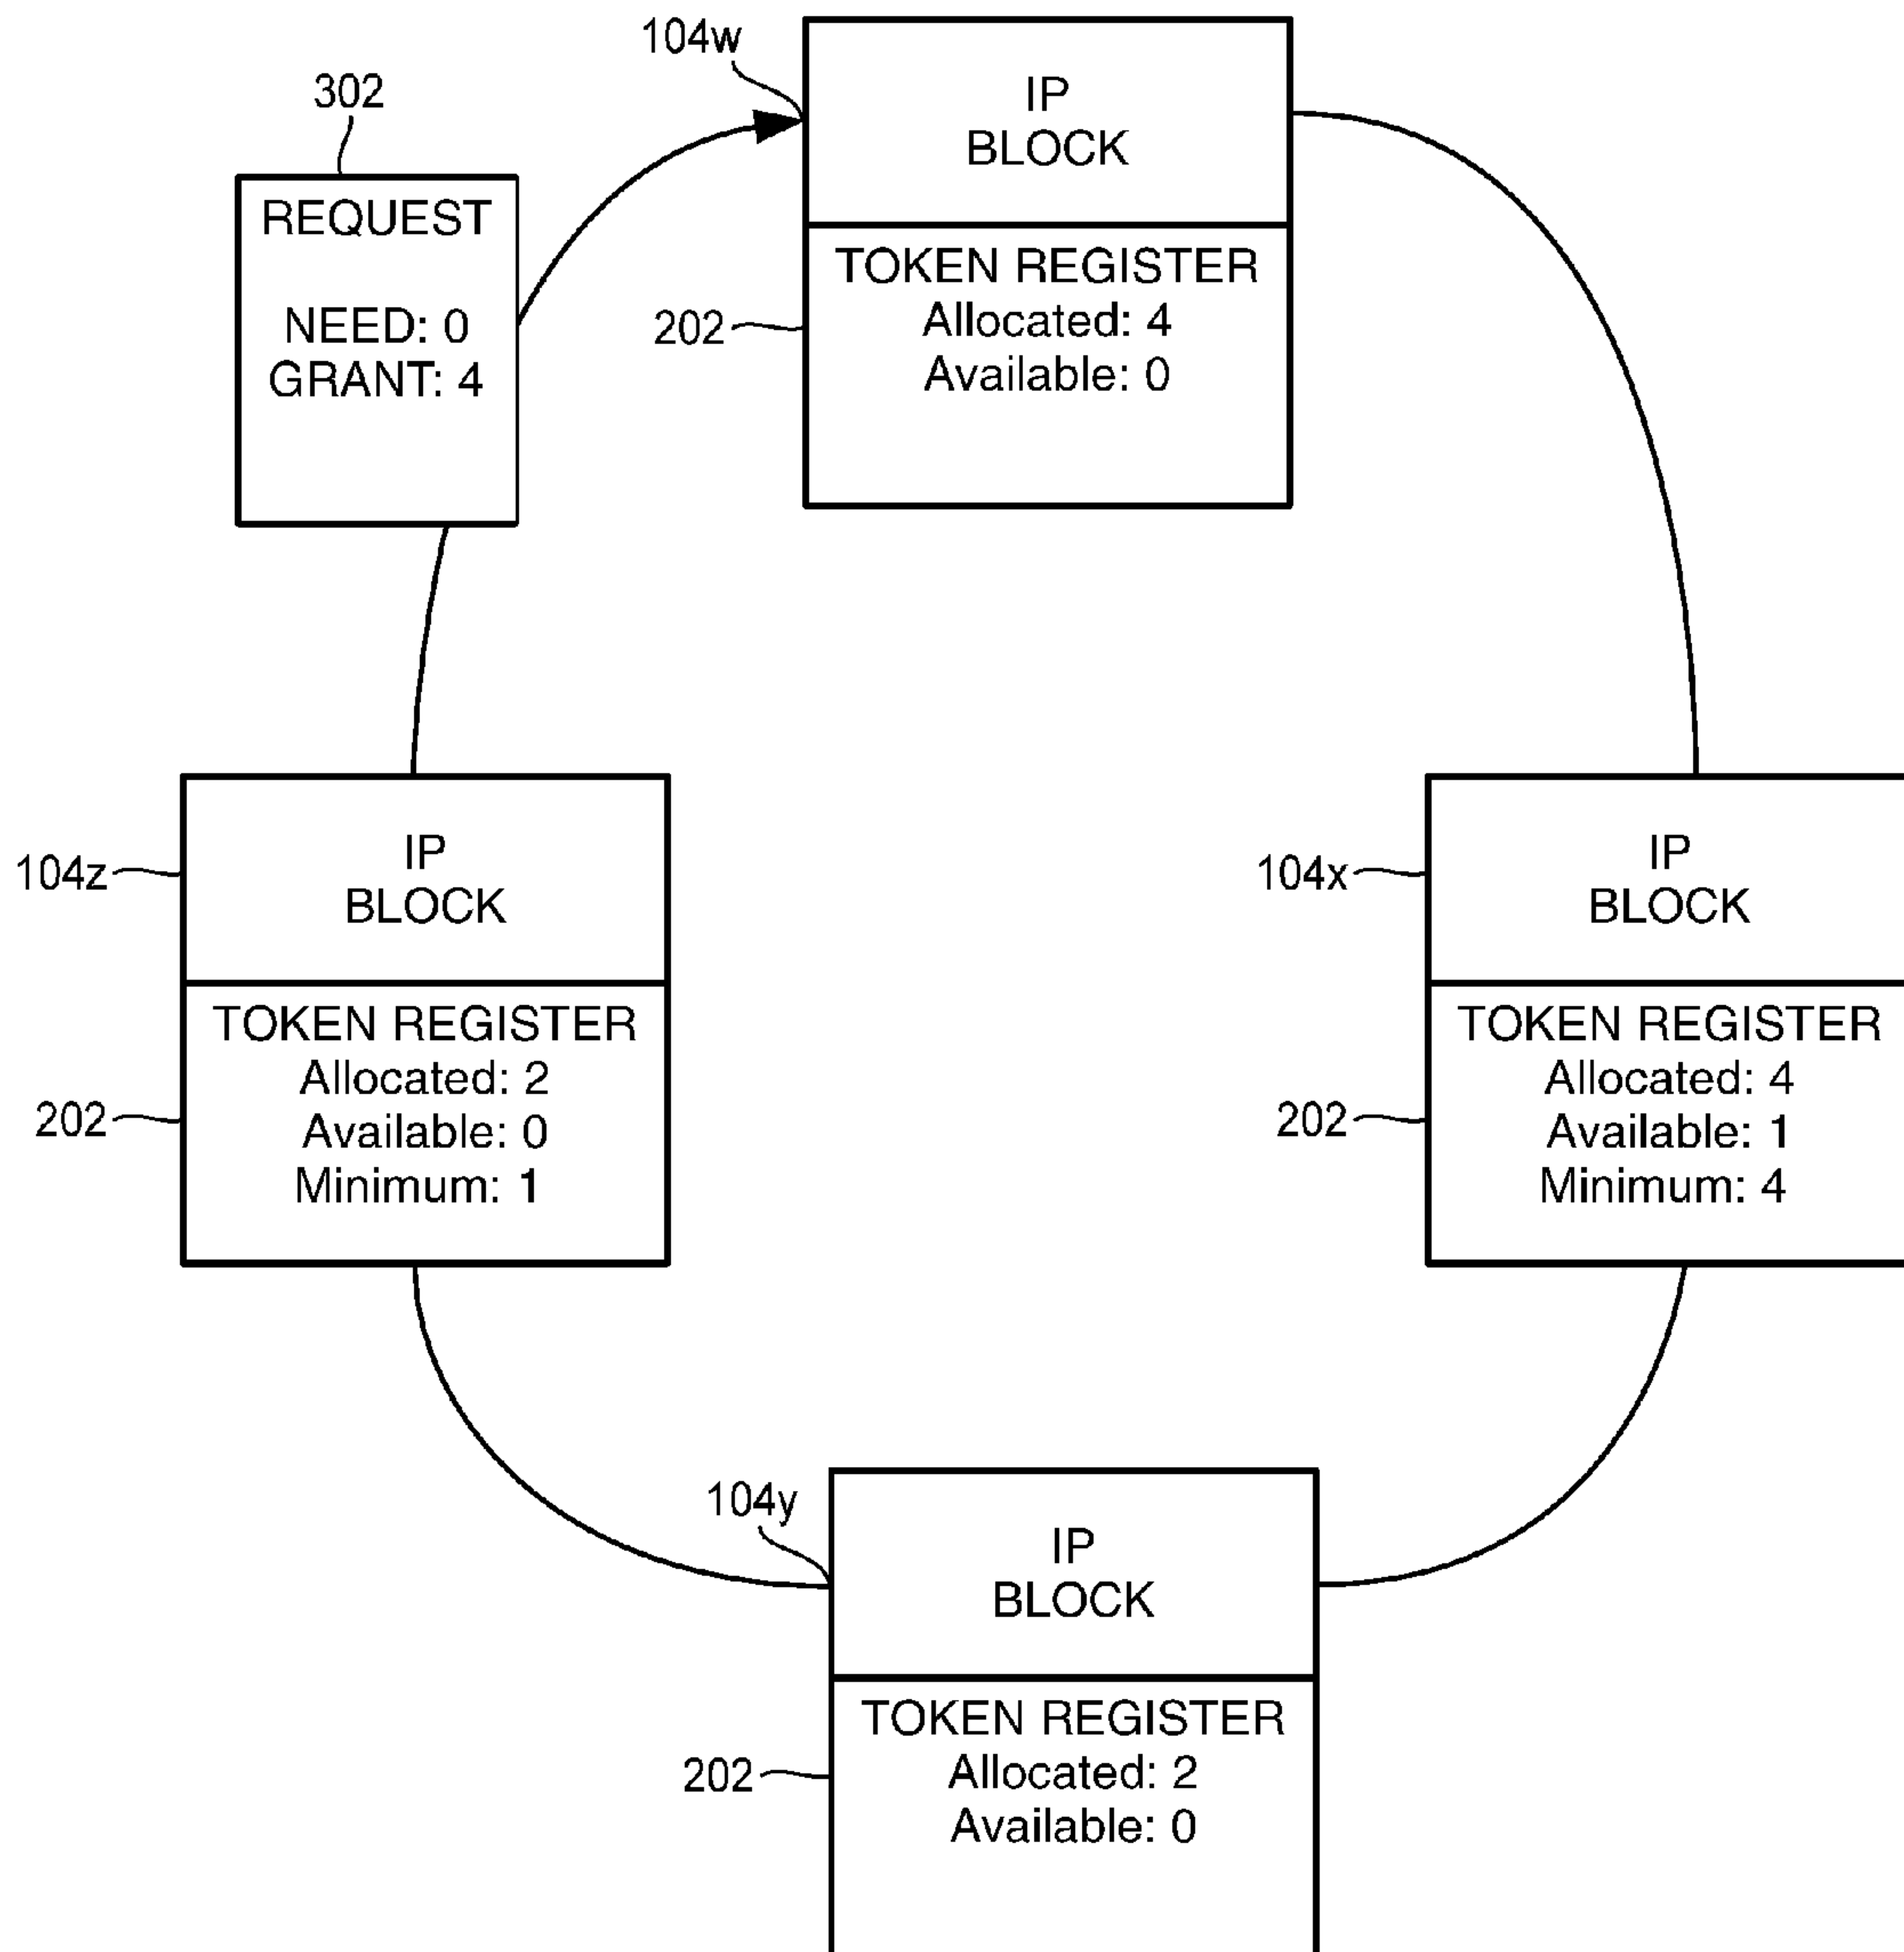 104w
302
IP
BLOCK
REQUEST
NEED: 0
GRANT: 4
TOKEN REGISTER
202
Allocated: 4
Available: 0
104z
IP
BLOCK
104x
IP
BLOCK
TOKEN REGISTER
202
Allocated: 2
Available: 0
Minimum: 1
TOKEN REGISTER
202
Allocated: 4
Available: 1
Minimum: 4
104y
IP
BLOCK
TOKEN REGISTER
202
Allocated: 2
Available: 0